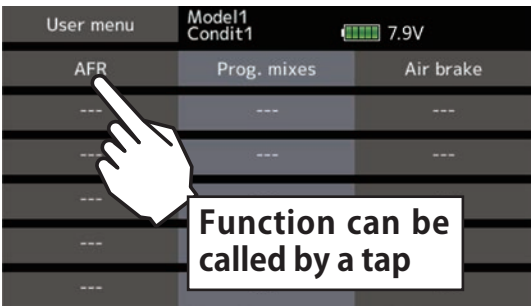 User menu
Model1
Condit1
7.9V
AFR Prog. mixes Air brake
--- --- ---
--- --- ---
---
---
---
Function can be
called by a tap